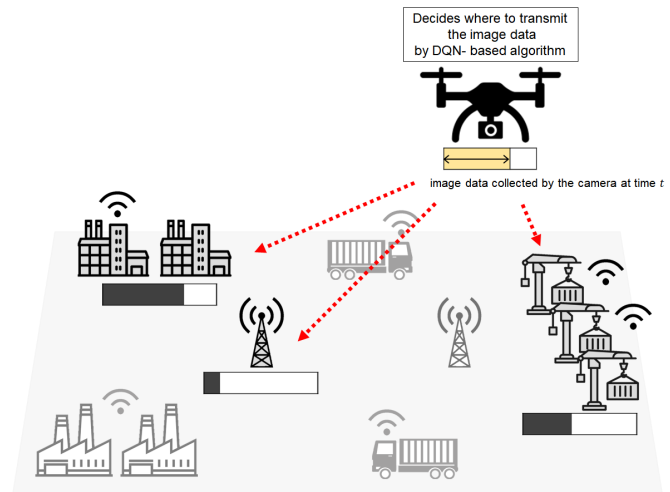 Decides where to transmit
the image data
by DQN- based algorithm
image data collected by the camera at time t